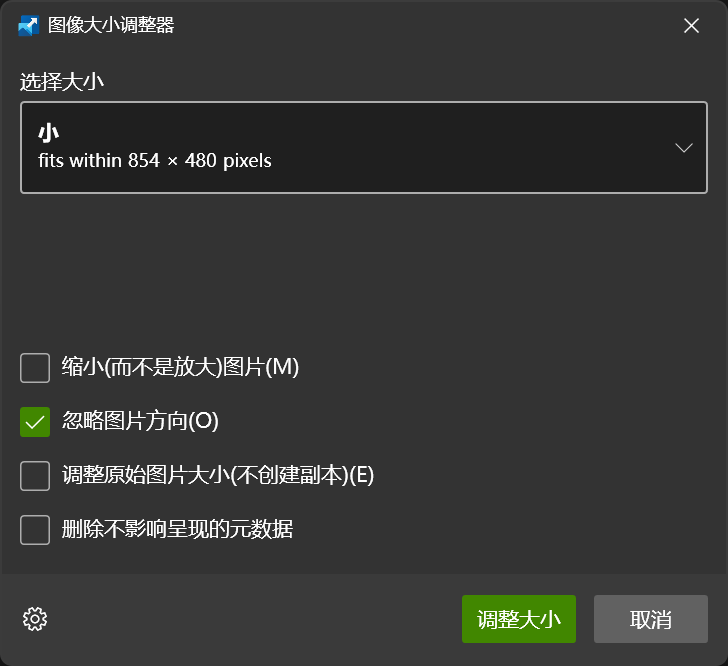 图像大小调整器
选择大小
小
fits within 854 × 480 pixels
缩小(而不是放大)图片(M)
忽略图片方向(O)
调整原始图片大小(不创建副本)(E)
删除不影响呈现的元数据
调整大小
取消